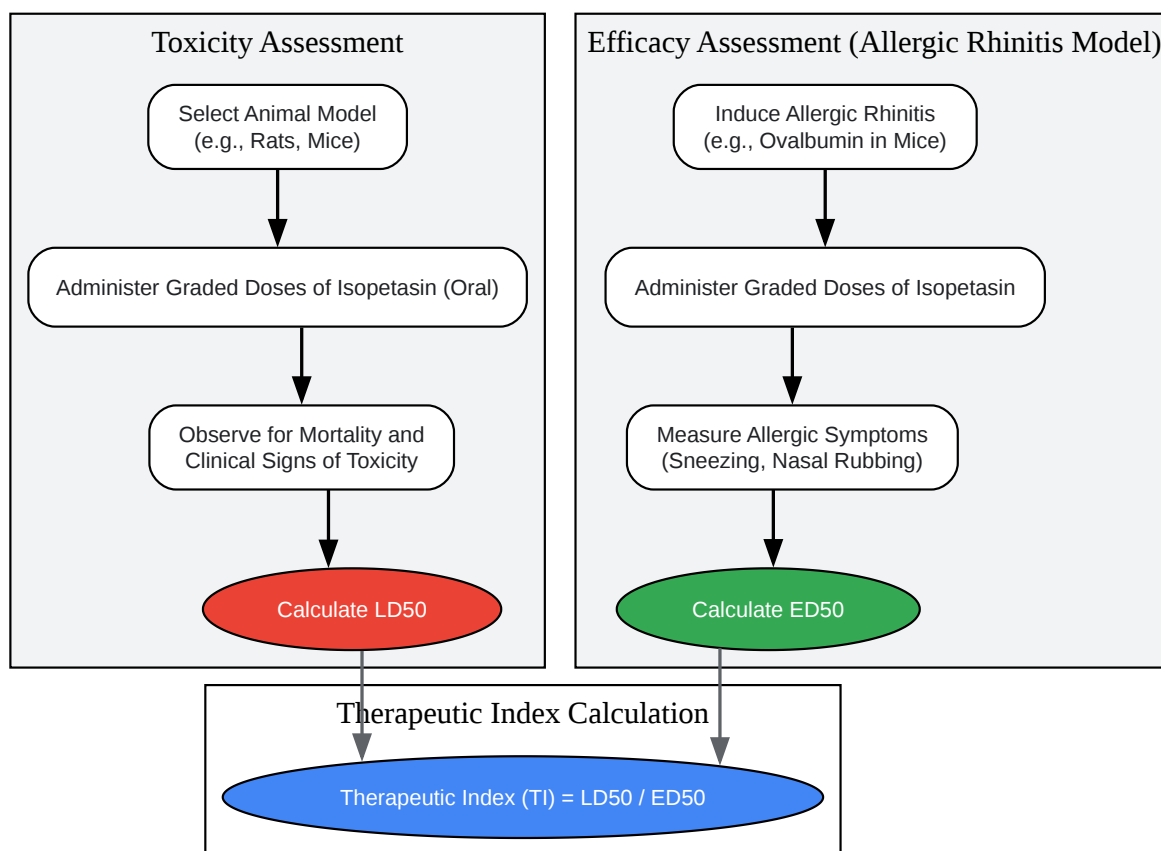 Toxicity Assessment
Select Animal Model
(e.g., Rats, Mice)
Administer Graded Doses of Isopetasin (Oral)
Observe for Mortality and
Clinical Signs of Toxicity
Calculate LD50
Efficacy Assessment (Allergic Rhinitis Model)
Induce Allergic Rhinitis
(e.g., Ovalbumin in Mice)
Administer Graded Doses of Isopetasin
Measure Allergic Symptoms
(Sneezing, Nasal Rubbing)
Calculate ED50
Therapeutic Index Calculation
Therapeutic Index (TI) = LD50 / ED50